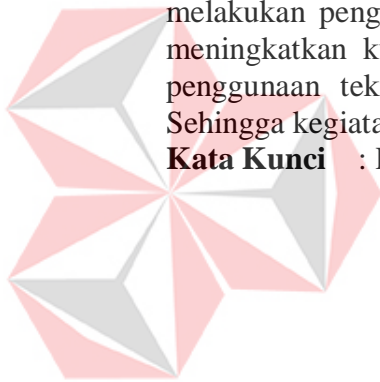 melakukan peng
meningkatkan k
penggunaan tek
Sehingga kegiata
Kata Kunci : I